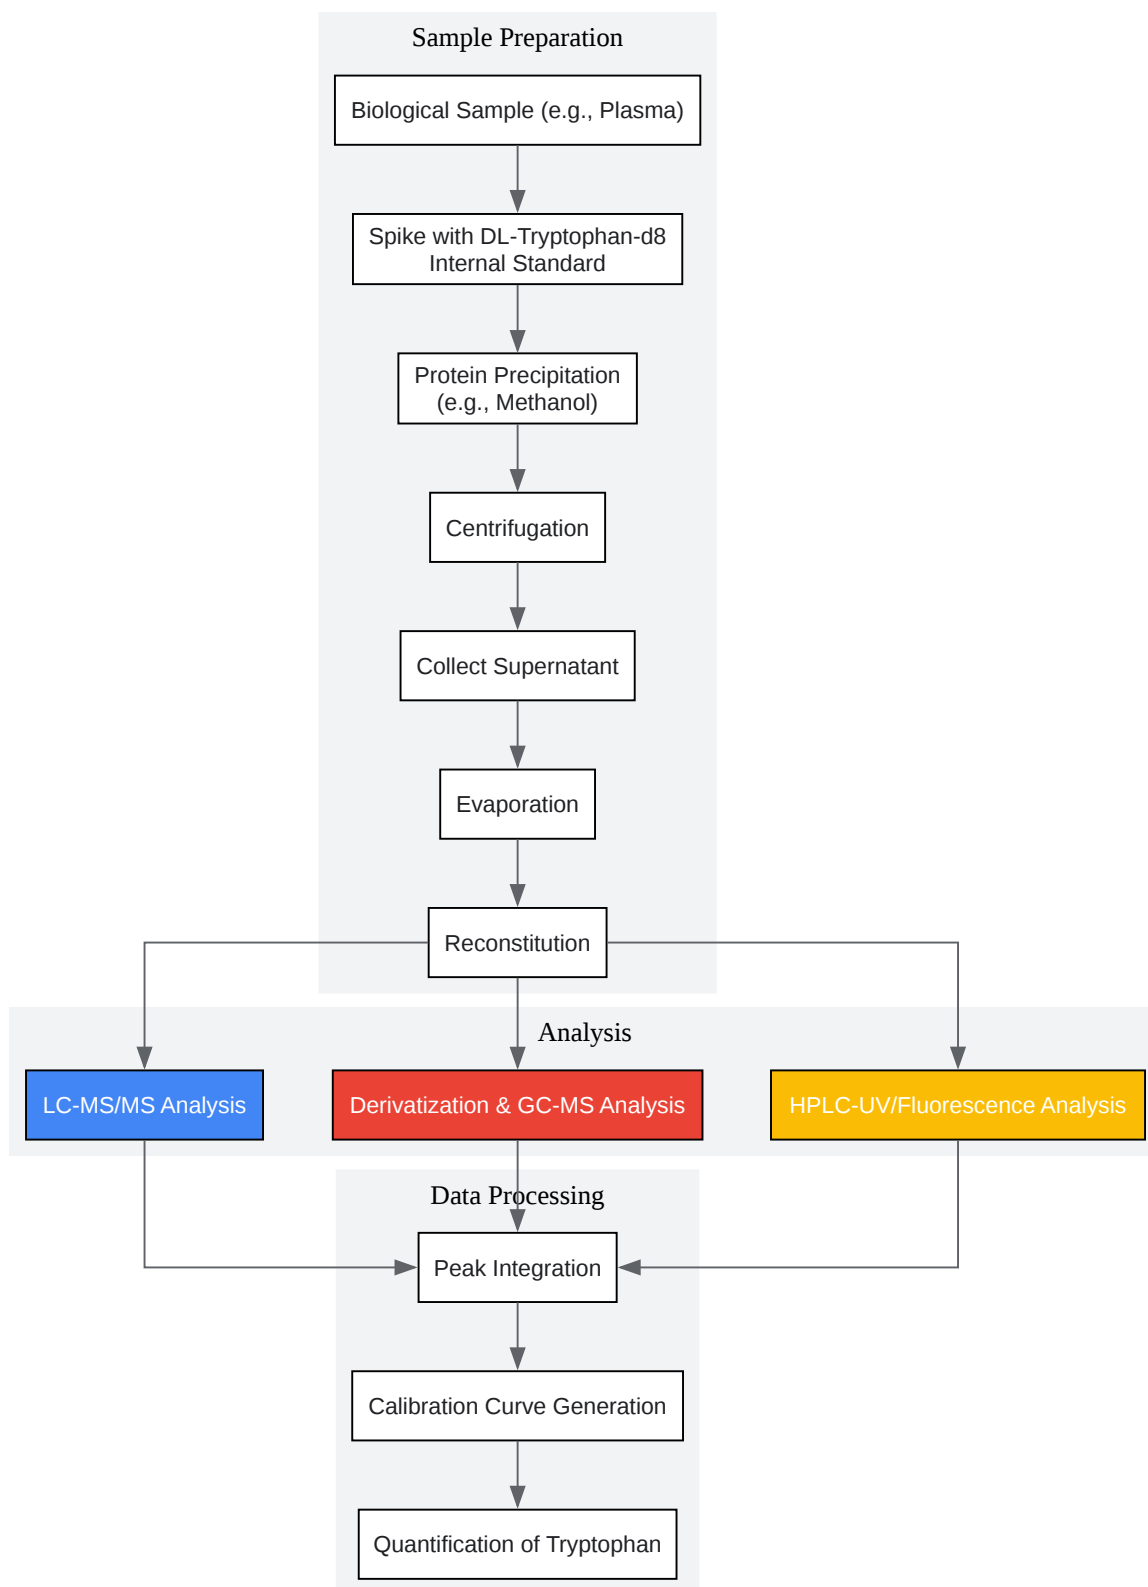 Sample Preparation
Biological Sample (e.g., Plasma)
Spike with DL-Tryptophan-d8
Internal Standard
Protein Precipitation
(e.g., Methanol)
Centrifugation
Collect Supernatant
Evaporation
Reconstitution
Analysis
LC-MS/MS Analysis
Derivatization & GC-MS Analysis
HPLC-UV/Fluorescence Analysis
Data Processing
Peak Integration
Calibration Curve Generation
Quantification of Tryptophan